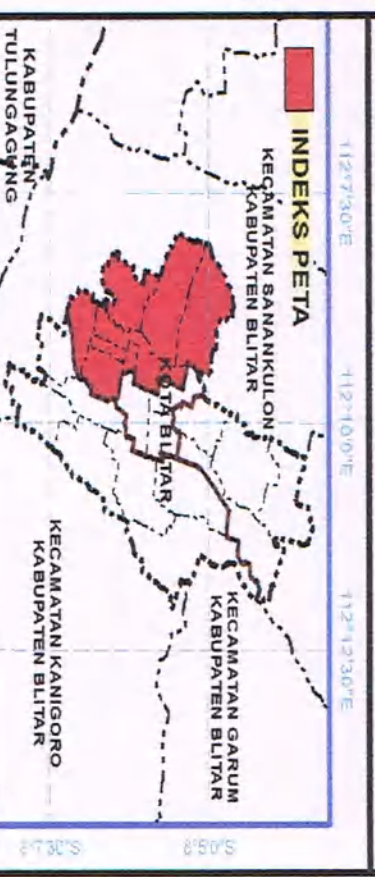 INDEKS PETA
112°7'30"E
112°10'0"E
112°12'30"E
KECAMATAN SANANKULON
KABUPATEN BLITAR
KECAMATAN GARUM
KABUPATEN BLITAR
8°5'0"S
KOTA BLITAR
KABUPATEN
TULUNGAGUNG
KECAMATAN KANIGORO
KABUPATEN BLITAR
8°7'30"S